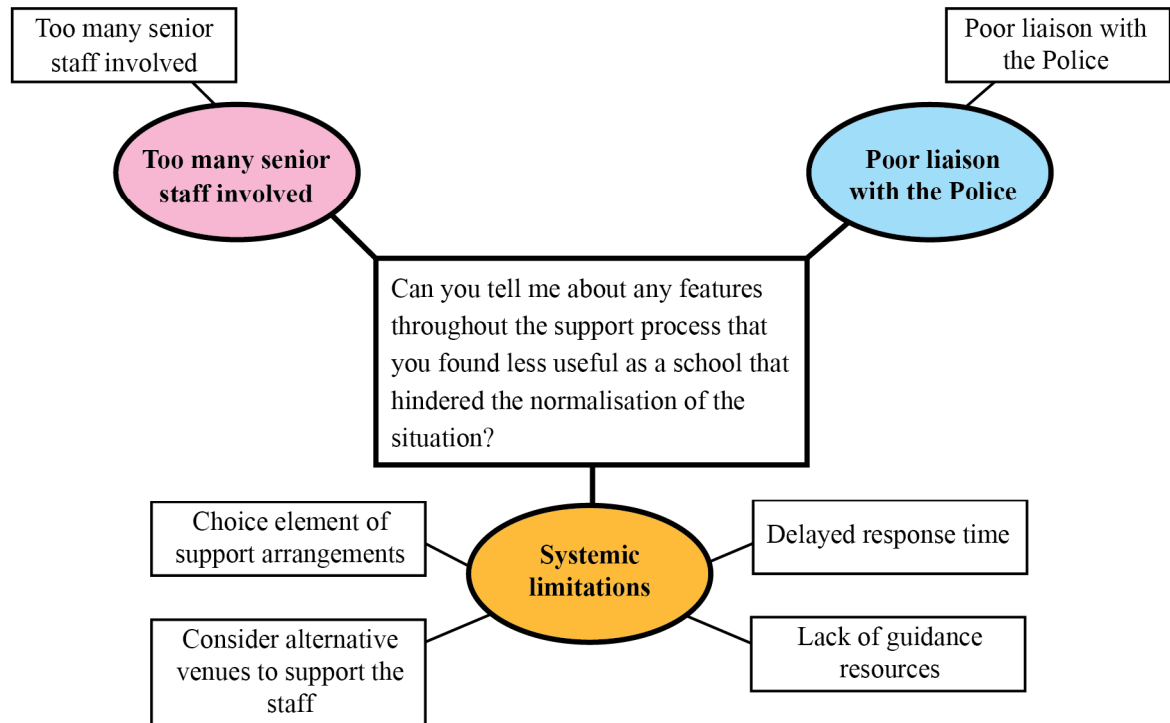 Too many senior
staff involved
Poor liaison with
the Police
Too many senior
staff involved
Poor liaison
with the Police
Can you tell me about any features
throughout the support process that
you found less useful as a school that
hindered the normalisation of the
situation?
Choice element of
support arrangements
Systemic
limitations
Delayed response time
Consider alternative
venues to support the
staff
Lack of guidance
resources